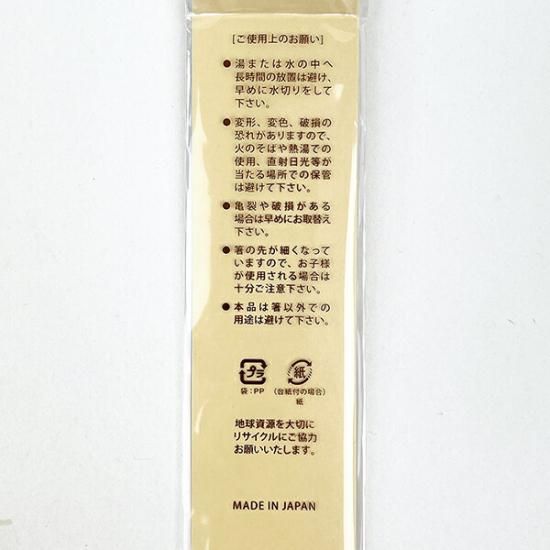 [ご使用上のお願い]
●湯または水の中へ
長時間の放置は避け、
早めに水切りをして
下さい。
●変形、変色、破損の
恐れがありますので、
火のそばや熱湯での
使用、直射日光等が
当たる場所での保管
は避けて下さい。
●亀裂や破損がある
場合は早めにお取替え
下さい。
●箸の先が細くなって
いますので、お子様
が使用される場合は
十分ご注意下さい。
●本品は箸以外での
用途は避けて下さい。
プラ 紙
袋:PP (台紙付の場合)
紙
地球資源を大切に
リサイクルにご協力
お願いいたします。
MADE IN JAPAN